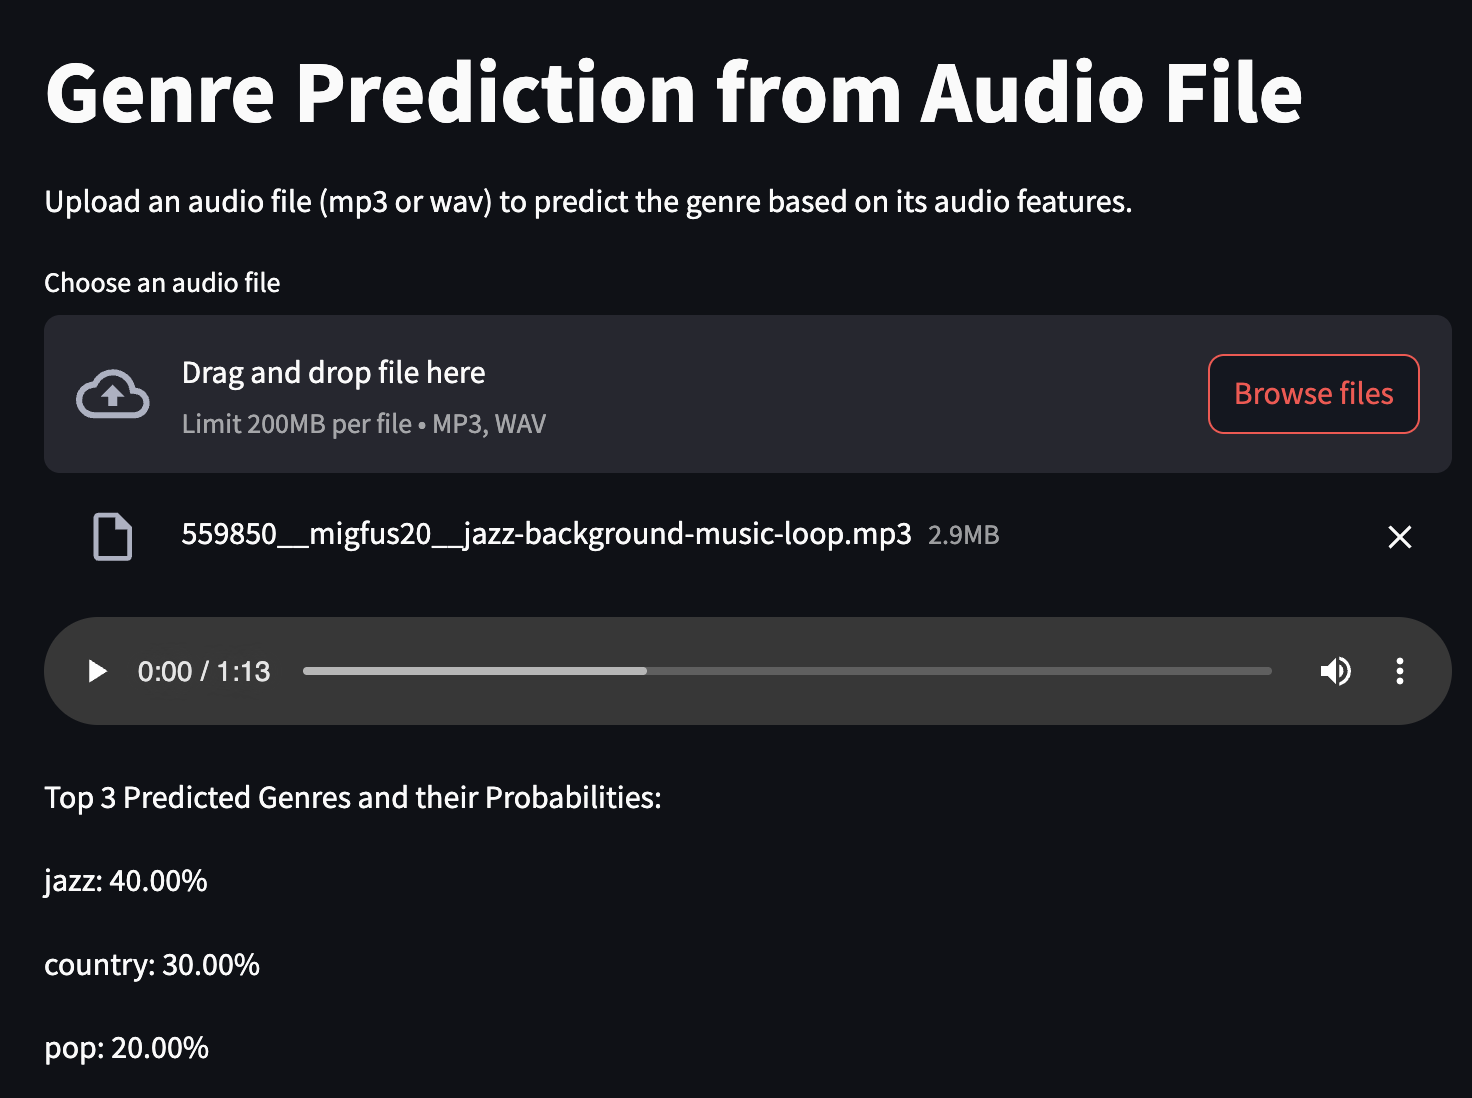 Genre Prediction from Audio File
Upload an audio file (mp3 or wav) to predict the genre based on its audio features.
Choose an audio file
Drag and drop file here
Limit 200MB per file • MP3, WAV
Browse files
559850__migfus20__jazz-background-music-loop.mp3 2.9MB
0:00 / 1:13
Top 3 Predicted Genres and their Probabilities:
jazz: 40.00%
country: 30.00%
pop: 20.00%